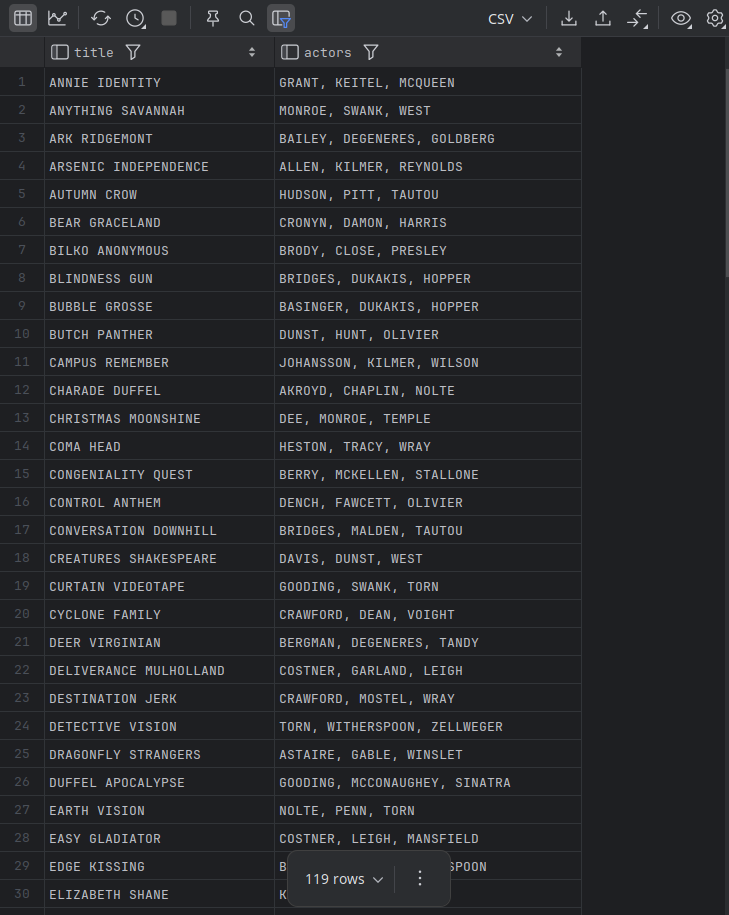 CSV
title actors
1 ANNIE IDENTITY GRANT, KEITEL, MCQUEEN
2 ANYTHING SAVANNAH MONROE, SWANK, WEST
3 ARK RIDGEMONT BAILEY, DEGENERES, GOLDBERG
4 ARSENIC INDEPENDENCE ALLEN, KILMER, REYNOLDS
5 AUTUMN CROW HUDSON, PITT, TAUTOU
6 BEAR GRACELAND CRONYN, DAMON, HARRIS
7 BILKO ANONYMOUS BRODY, CLOSE, PRESLEY
8 BLINDNESS GUN BRIDGES, DUKAKIS, HOPPER
9 BUBBLE GROSSE BASINGER, DUKAKIS, HOPPER
10 BUTCH PANTHER DUNST, HUNT, OLIVIER
11 CAMPUS REMEMBER JOHANSSON, KILMER, WILSON
12 CHARADE DUFFEL AKROYD, CHAPLIN, NOLTE
13 CHRISTMAS MOONSHINE DEE, MONROE, TEMPLE
14 COMA HEAD HESTON, TRACY, WRAY
15 CONGENIALITY QUEST BERRY, MCKELLEN, STALLONE
16 CONTROL ANTHEM DENCH, FAWCETT, OLIVIER
17 CONVERSATION DOWNHILL BRIDGES, MALDEN, TAUTOU
18 CREATURES SHAKESPEARE DAVIS, DUNST, WEST
19 CURTAIN VIDEOTAPE GOODING, SWANK, TORN
20 CYCLONE FAMILY CRAWFORD, DEAN, VOIGHT
21 DEER VIRGINIAN BERGMAN, DEGENERES, TANDY
22 DELIVERANCE MULHOLLAND COSTNER, GARLAND, LEIGH
23 DESTINATION JERK CRAWFORD, MOSTEL, WRAY
24 DETECTIVE VISION TORN, WITHERSPOON, ZELLWEGER
25 DRAGONFLY STRANGERS ASTAIRE, GABLE, WINSLET
26 DUFFEL APOCALYPSE GOODING, MCCONAUGHEY, SINATRA
27 EARTH VISION NOLTE, PENN, TORN
28 EASY GLADIATOR COSTNER, LEIGH, MANSFIELD
29 EDGE KISSING
119 rows
30 ELIZABETH SHANE